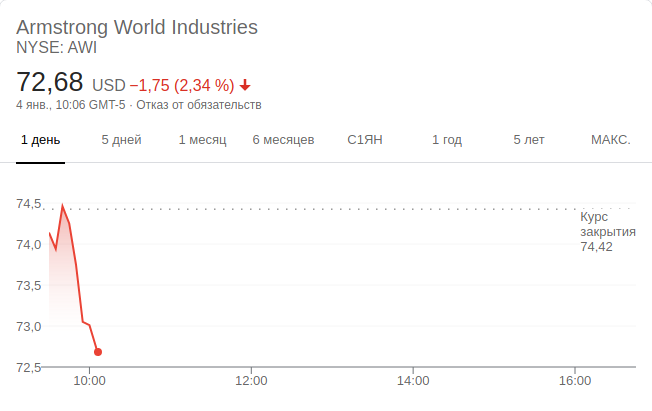 Armstrong World Industries
NYSE: AWI
72,68 USD −1,75 (2,34 %)
4 янв., 10:06 GMT-5 · Отказ от обязательств
1 день 5 дней 1 месяц 6 месяцев С1ЯН 1 год 5 лет МАКС.
74,5
Курс
закрытия
74,42
74,0
73,5
73,0
72,5
10:00 12:00 14:00 16:00